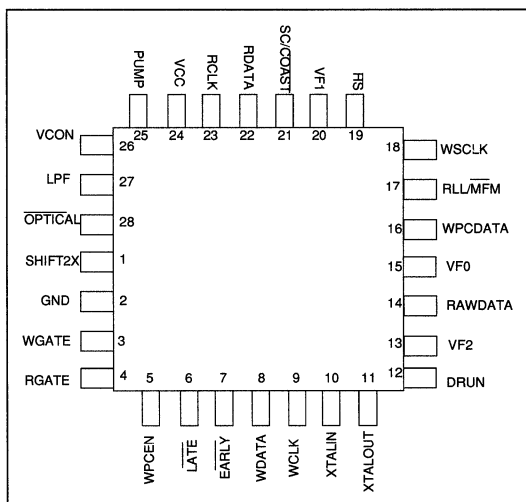 PUMP
VCC
RCLK
RDATA
SC/COAST
VF1
RS
25
24
23
22
21
20
19
VCON
26
LPF
27
OPTICAL
28
SHIFT2X
1
GND
2
WGATE
3
RGATE
4
18
WSCLK
17
RLL/MFM
16
WPCDATA
15
VF0
14
RAWDATA
13
VF2
12
DRUN
5
6
7
8
9
10
11
WPCEN
LATE
EARLY
WDATA
WCLK
XTALIN
XTALOUT